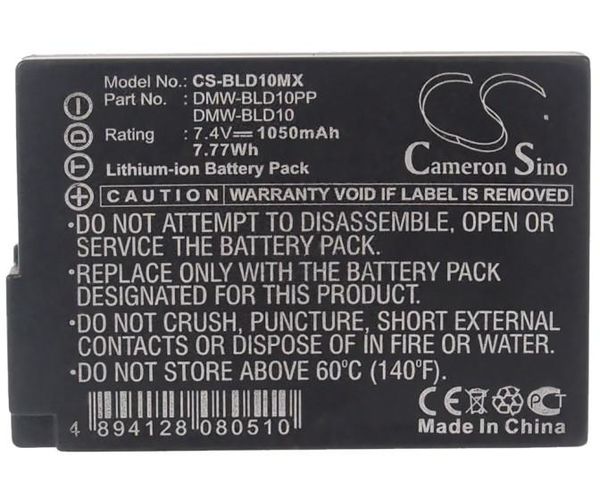 Model No.: CS-BLD10MX
Part No.: DMW-BLD10PP
DMW-BLD10
Rating : 7.4V 1050mAh
7.77Wh
Lithium-ion Battery Pack
CS
Cameron Sino
C D T +
CAUTION WARRANTY VOID IF LABEL IS REMOVED
•DO NOT ATTEMPT TO DISASSEMBLE, OPEN OR
SERVICE THE BATTERY PACK.
•REPLACE ONLY WITH THE BATTERY PACK
DESIGNATED FOR THIS PRODUCT.
•DO NOT CRUSH, PUNCTURE, SHORT EXTERNAL
CONTACTS OR DISPOSE OF IN FIRE OR WATER.
•DO NOT STORE ABOVE 60°C (140°F).
4 894128 080510
CE PCT
Made In China